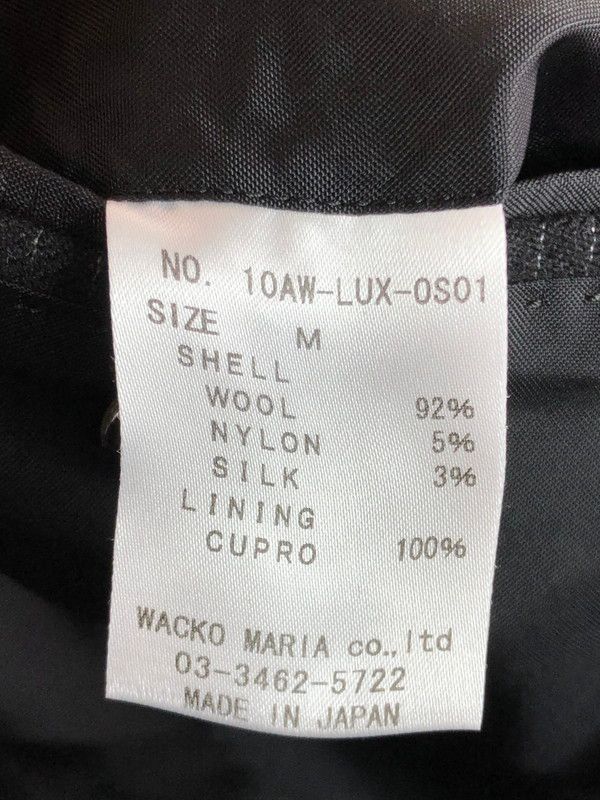 NO. 10AW-LUX-0S01
SIZE M
SHELL
WOOL 92%
NYLON 5%
SILK 3%
LINING
CUPRO 100%
WACKO MARIA co.,ltd
03-3462-5722
MADE IN JAPAN